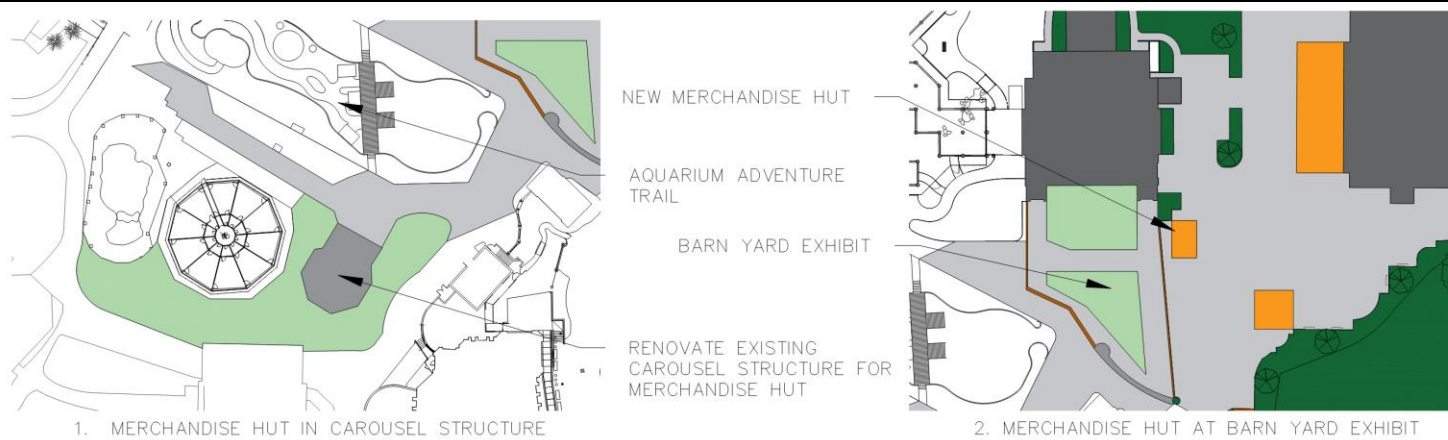 NEW MERCHANDISE HUT
AQUARIUM ADVENTURE
TRAIL
BARN YARD EXHIBIT
RENOVATE EXISTING
CAROUSEL STRUCTURE FOR
MERCHANDISE HUT
1. MERCHANDISE HUT IN CAROUSEL STRUCTURE
2. MERCHANDISE HUT AT BARN YARD EXHIBIT